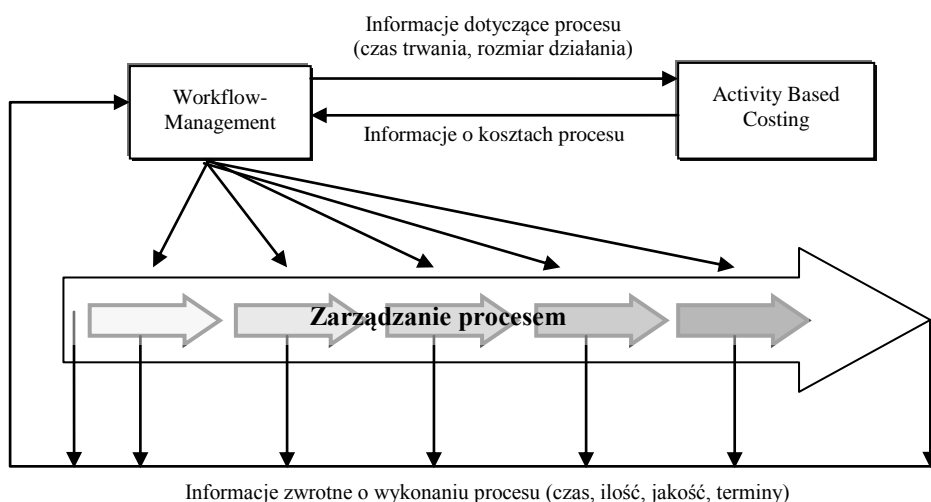 Informacje dotyczące procesu
(czas trwania, rozmiar działania)
Workflow-
Management
Activity Based
Costing
Informacje o kosztach procesu
Zarządzanie procesem
Informacje zwrotne o wykonaniu procesu (czas, ilość, jakość, terminy)